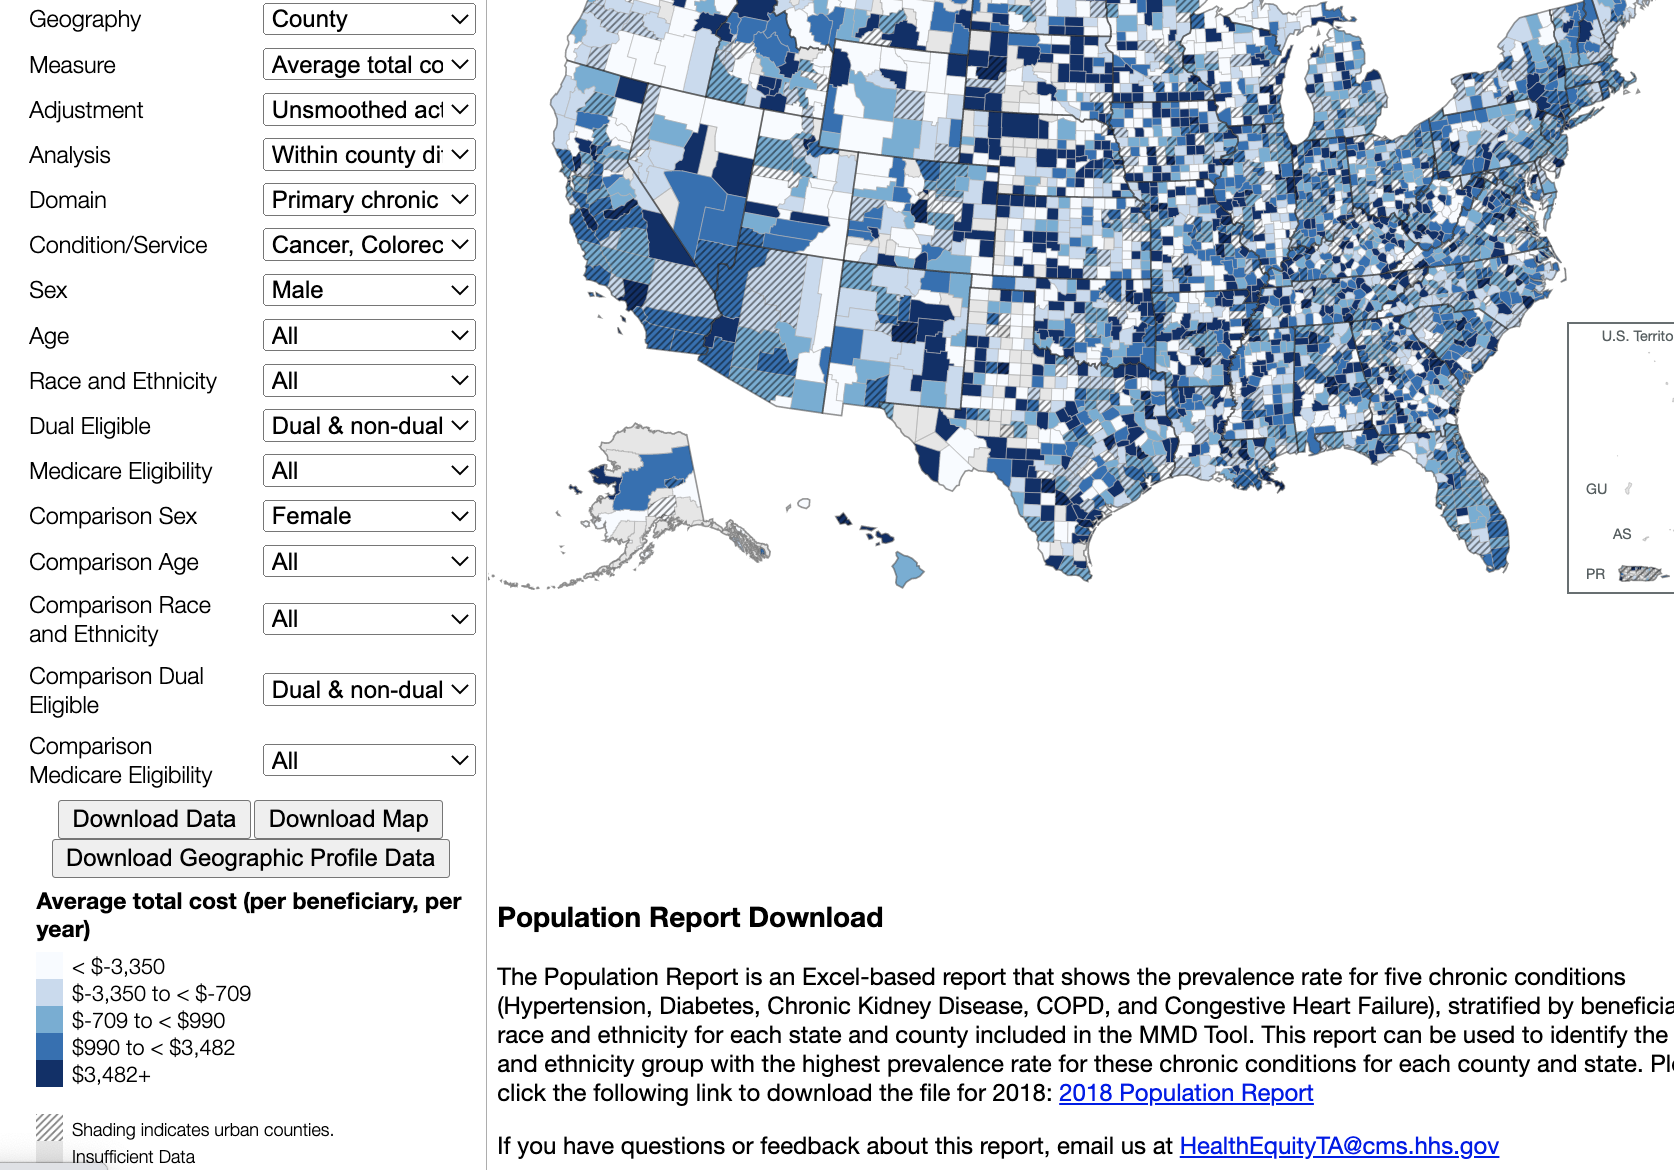 Geography County
Measure Average total co
Adjustment Unsmoothed act
Analysis Within county di
Domain Primary chronic
Condition/Service Cancer, Colorec
Sex Male
Age All
Race and Ethnicity All
Dual Eligible Dual & non-dual
Medicare Eligibility All
Comparison Sex Female
Comparison Age All
Comparison Race
and Ethnicity All
Comparison Dual
Eligible Dual & non-dual
Comparison
Medicare Eligibility All
Download Data Download Map
Download Geographic Profile Data
Average total cost (per beneficiary, per
year)
< $-3,350
$-3,350 to < $-709
$-709 to < $990
$990 to < $3,482
$3,482+
Shading indicates urban counties.
Insufficient Data
U.S. Territo
GU
AS
PR
Population Report Download
The Population Report is an Excel-based report that shows the prevalence rate for five chronic conditions
(Hypertension, Diabetes, Chronic Kidney Disease, COPD, and Congestive Heart Failure), stratified by beneficia
race and ethnicity for each state and county included in the MMD Tool. This report can be used to identify the
and ethnicity group with the highest prevalence rate for these chronic conditions for each county and state. Ple
click the following link to download the file for 2018: 2018 Population Report
If you have questions or feedback about this report, email us at HealthEquityTA@cms.hhs.gov